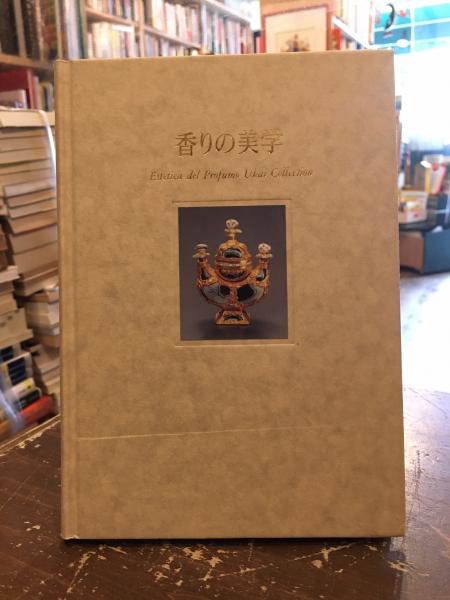 香りの美学
Estetica del Profumo Ukai Collection